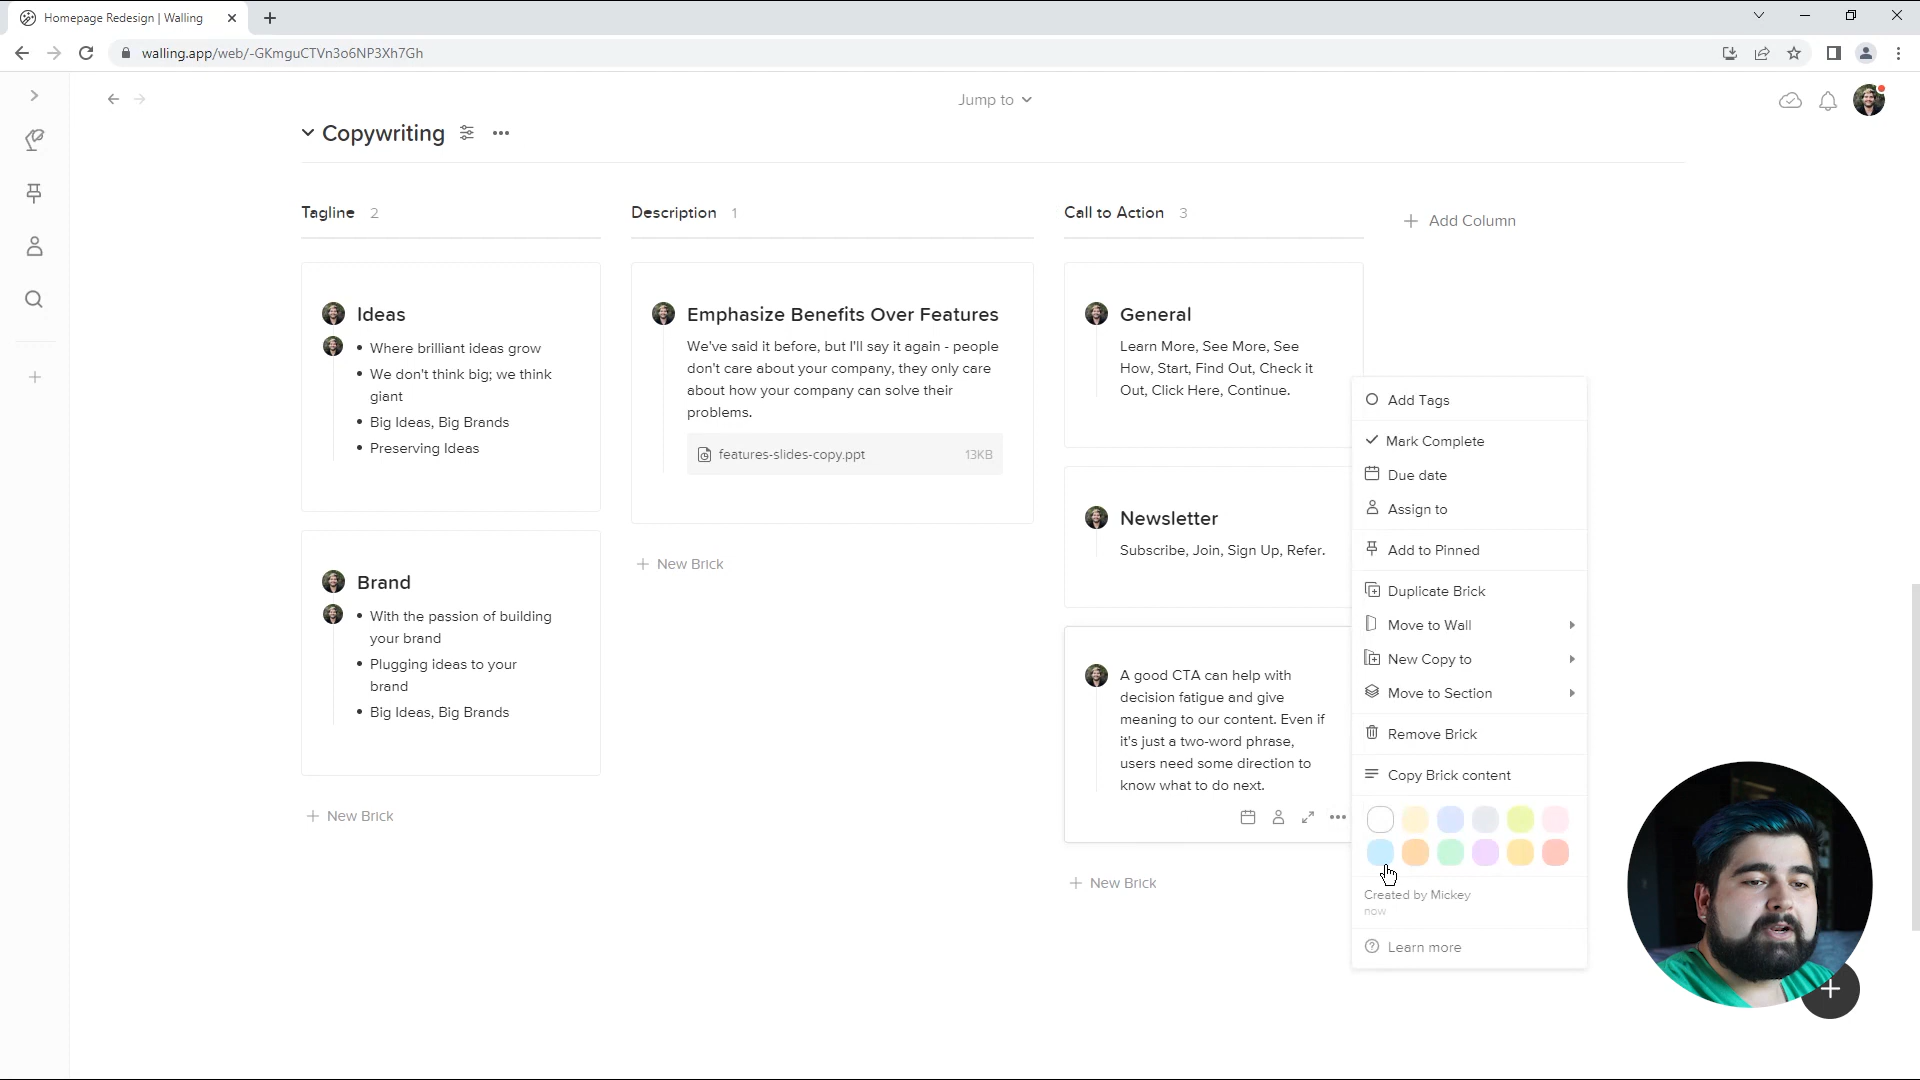 Homepage Redesign | Walling
walling.app/web/-GKmguCTVn3o6NP3Xh7Gh
Jump to
Copywriting
Tagline 2
Ideas
• Where brilliant ideas grow
• We don't think big; we think
giant
• Big Ideas, Big Brands
• Preserving Ideas
Brand
• With the passion of building
your brand
• Plugging ideas to your
brand
• Big Ideas, Big Brands
+ New Brick
Description 1
Emphasize Benefits Over Features
We've said it before, but I'll say it again - people
don't care about your company, they only care
about how your company can solve their
problems.
features-slides-copy.ppt 13KB
+ New Brick
Call to Action 3
General
Learn More, See More, See
How, Start, Find Out, Check it
Out, Click Here, Continue.
Newsletter
Subscribe, Join, Sign Up, Refer.
A good CTA can help with
decision fatigue and give
meaning to our content. Even if
it's just a two-word phrase,
users need some direction to
know what to do next.
+ New Brick
+ Add Column
Add Tags
Mark Complete
Due date
Assign to
Add to Pinned
Duplicate Brick
Move to Wall
New Copy to
Move to Section
Remove Brick
Copy Brick content
Created by Mickey
now
Learn more